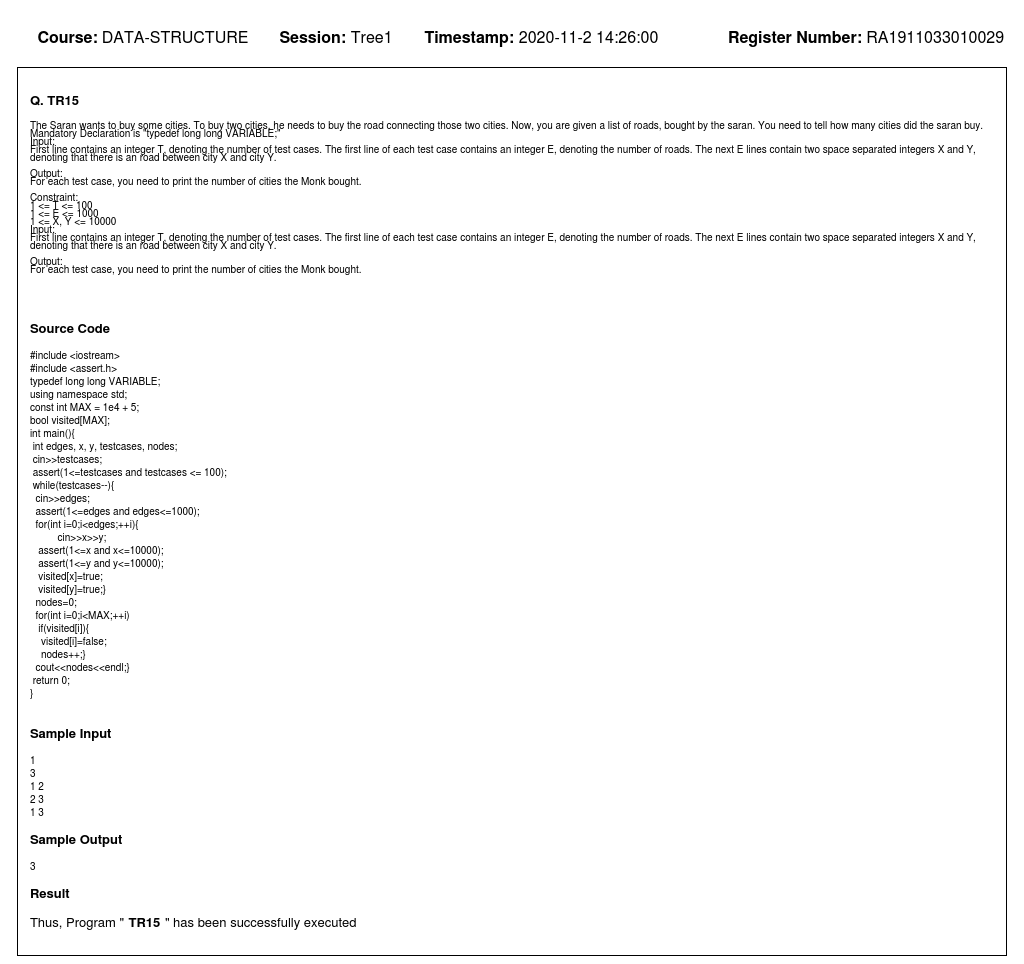 Course: DATA-STRUCTURE Session: Tree1 Timestamp: 2020-11-2 14:26:00 Register Number: RA1911033010029
Q. TR15
The Saran wants to buy some cities. To buy two cities, he needs to buy the road connecting those two cities. Now, you are given a list of roads, bought by the saran. You need to tell how many cities did the saran buy.
Mandatory Declaration is "typedef long long VARIABLE;"
Input:
First line contains an integer T, denoting the number of test cases. The first line of each test case contains an integer E, denoting the number of roads. The next E lines contain two space separated integers X and Y,
denoting that there is an road between city X and city Y.
Output:
For each test case, you need to print the number of cities the Monk bought.
Constraint:
1 <= T <= 100
1 <= E <= 1000
1 <= X, Y <= 10000
Input:
First line contains an integer T, denoting the number of test cases. The first line of each test case contains an integer E, denoting the number of roads. The next E lines contain two space separated integers X and Y,
denoting that there is an road between city X and city Y.
Output:
For each test case, you need to print the number of cities the Monk bought.
Source Code
#include <iostream>
#include <assert.h>
typedef long long VARIABLE;
using namespace std;
const int MAX = 1e4 + 5;
bool visited[MAX];
int main(){
int edges, x, y, testcases, nodes;
cin>>testcases;
assert(1<=testcases and testcases <= 100);
while(testcases--){
cin>>edges;
assert(1<=edges and edges<=1000);
for(int i=0;i<edges;++i){
cin>>x>>y;
assert(1<=x and x<=10000);
assert(1<=y and y<=10000);
visited[x]=true;
visited[y]=true;}
nodes=0;
for(int i=0;i<MAX;++i)
if(visited[i]){
visited[i]=false;
nodes++;}
cout<<nodes<<endl;}
return 0;
}
Sample Input
1
3
1 2
2 3
1 3
Sample Output
3
Result
Thus, Program " TR15 " has been successfully executed